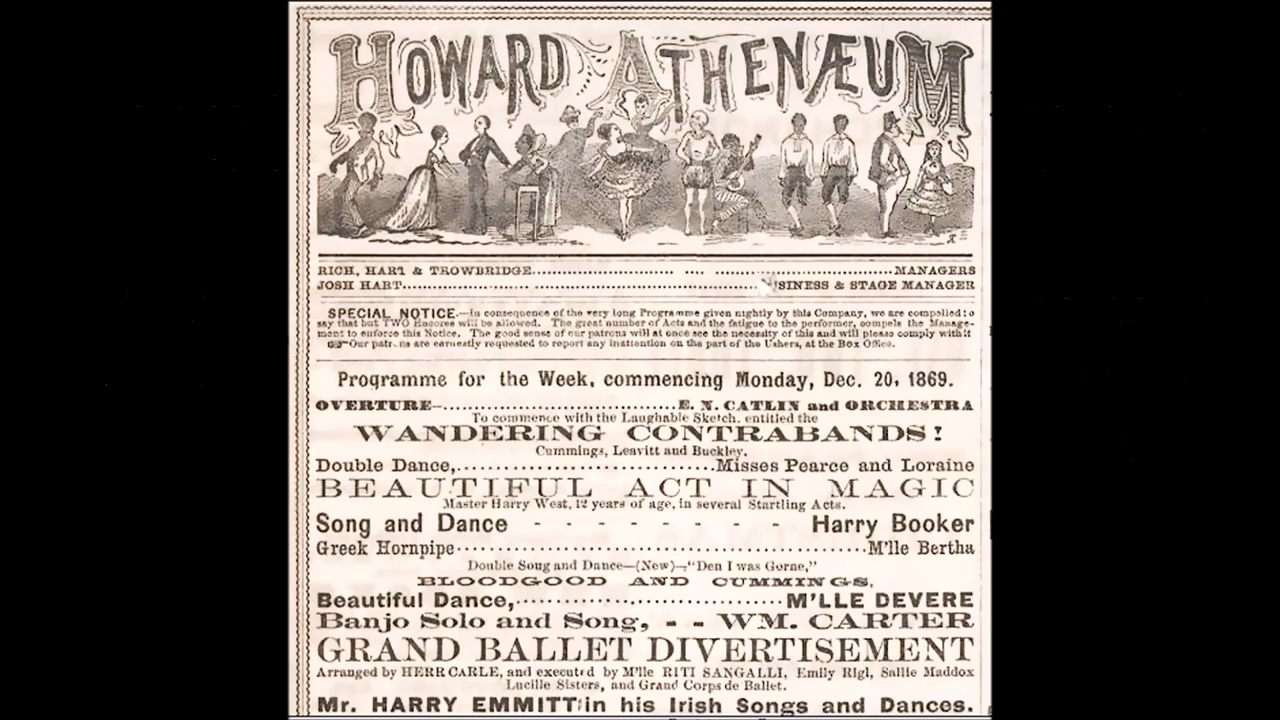 HOWARD ATHENÆUM
RICH, HART & TROWBRIDGE.......................... .... ................................MANAGERS
JOSH HART....................................................................SINESS & STAGE MANAGER
SPECIAL NOTICE.—In consequence of the very long Programme given nightly by this Company, we are compelled to
say that but TWO Encores will be allowed. The great number of Acts and the fatigue to the performer, compels the Manage-
ment to enforce this Notice. The good sense of our patrons will at once see the necessity of this and will please comply with it
☞Our patrons are earnestly requested to report any inattention on the part of the Ushers, at the Box Office.
Programme for the Week, commencing Monday, Dec. 20, 1869.
OVERTURE—..................................E. N. CATLIN and ORCHESTRA
To commence with the Laughable Sketch, entitled the
WANDERING CONTRABANDS!
Cummings, Leavitt and Buckley.
Double Dance,......................................Misses Pearce and Loraine
BEAUTIFUL ACT IN MAGIC
Master Harry West, 12 years of age, in several Startling Acts.
Song and Dance - - - - - - - - Harry Booker
Greek Hornpipe............................................................M'lle Bertha
Double Song and Dance—(New)—"Den I was Gorne,"
BLOODGOOD AND CUMMINGS,
Beautiful Dance,...................................M'LLE DEVERE
Banjo Solo and Song, - - WM. CARTER
GRAND BALLET DIVERTISEMENT
Arranged by HERR CARLE, and executed by M'lle RITI SANGALLI, Emily Rigl, Sallie Maddox
Lucille Sisters, and Grand Corps de Ballet.
Mr. HARRY EMMITT in his Irish Songs and Dances.